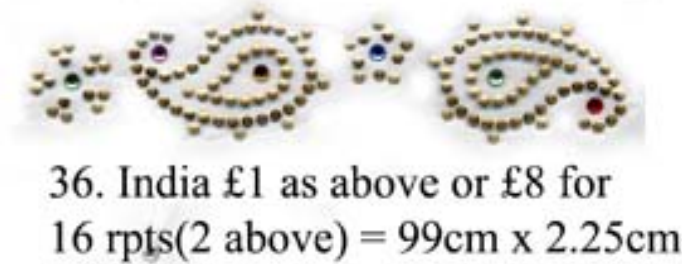 36. India £1 as above or £8 for
16 rpts(2 above) = 99cm x 2.25cm